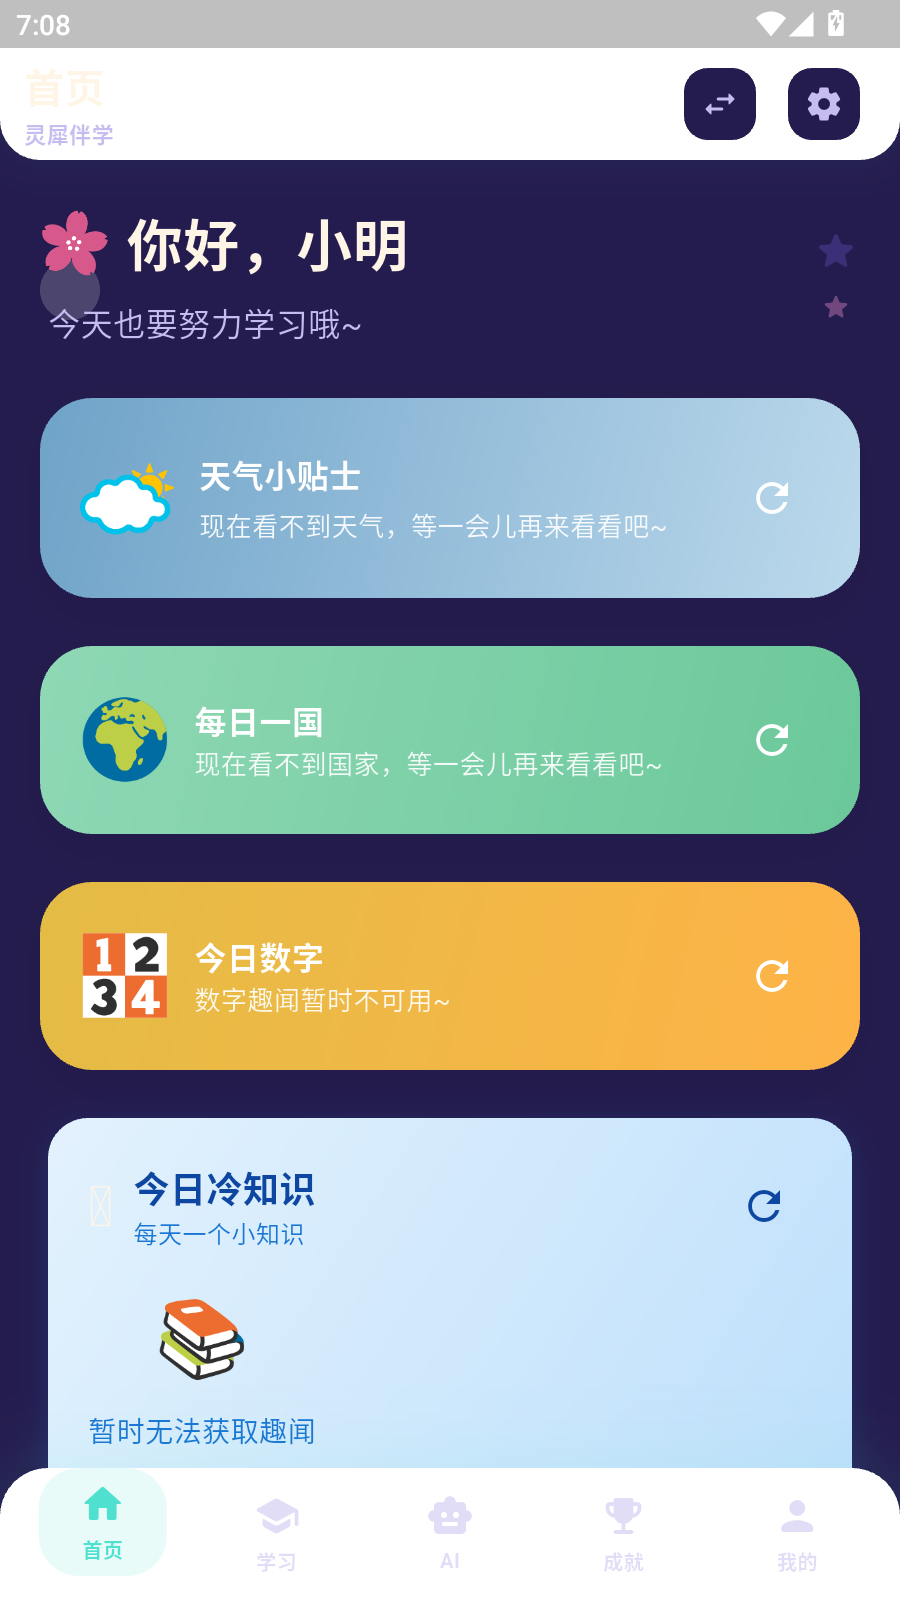 7:08
首页
灵犀伴学
你好，小明
今天也要努力学习哦~
天气小贴士
现在看不到天气，等一会儿再来看看吧~
每日一国
现在看不到国家，等一会儿再来看看吧~
1 2
3 4
今日数字
数字趣闻暂时不可用~
今日冷知识
每天一个小知识
暂时无法获取趣闻
首页
学习
AI
成就
我的